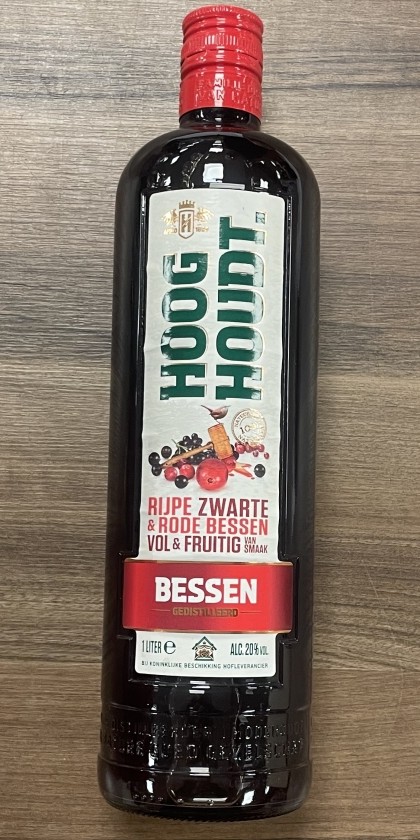 HOOG
HOUDT.
RIJPE ZWARTE
& RODE BESSEN
VOL & FRUITIG VAN SMAAK
BESSEN
GEDISTILLEERD
1 LITER e
ALC. 20% VOL.
BIJ KONINKLIJKE BESCHIKKING HOFLEVERANCIER